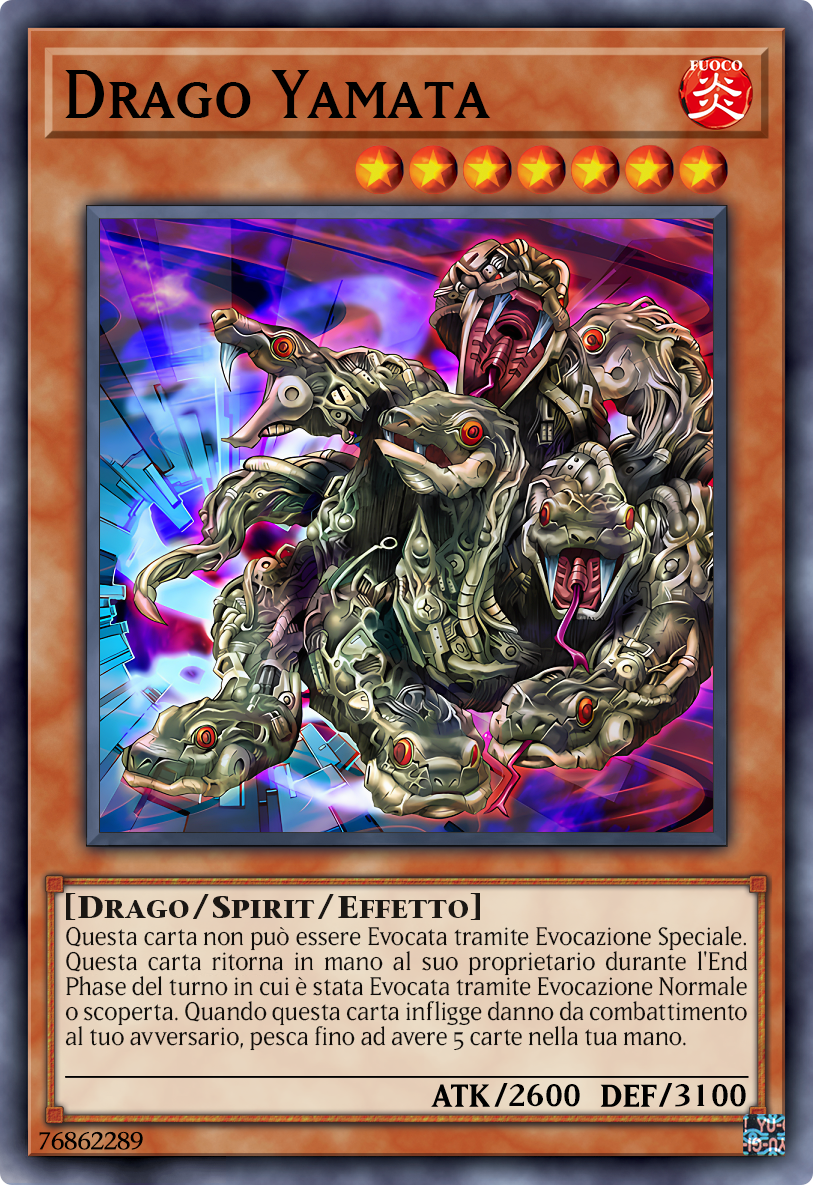 Drago Yamata
FUOCO
炎
[Drago/Spirit/Effetto]
Questa carta non può essere Evocata tramite Evocazione Speciale.
Questa carta ritorna in mano al suo proprietario durante l'End
Phase del turno in cui è stata Evocata tramite Evocazione Normale
o scoperta. Quando questa carta infligge danno da combattimento
al tuo avversario, pesca fino ad avere 5 carte nella tua mano.
ATK/2600 DEF/3100
76862289